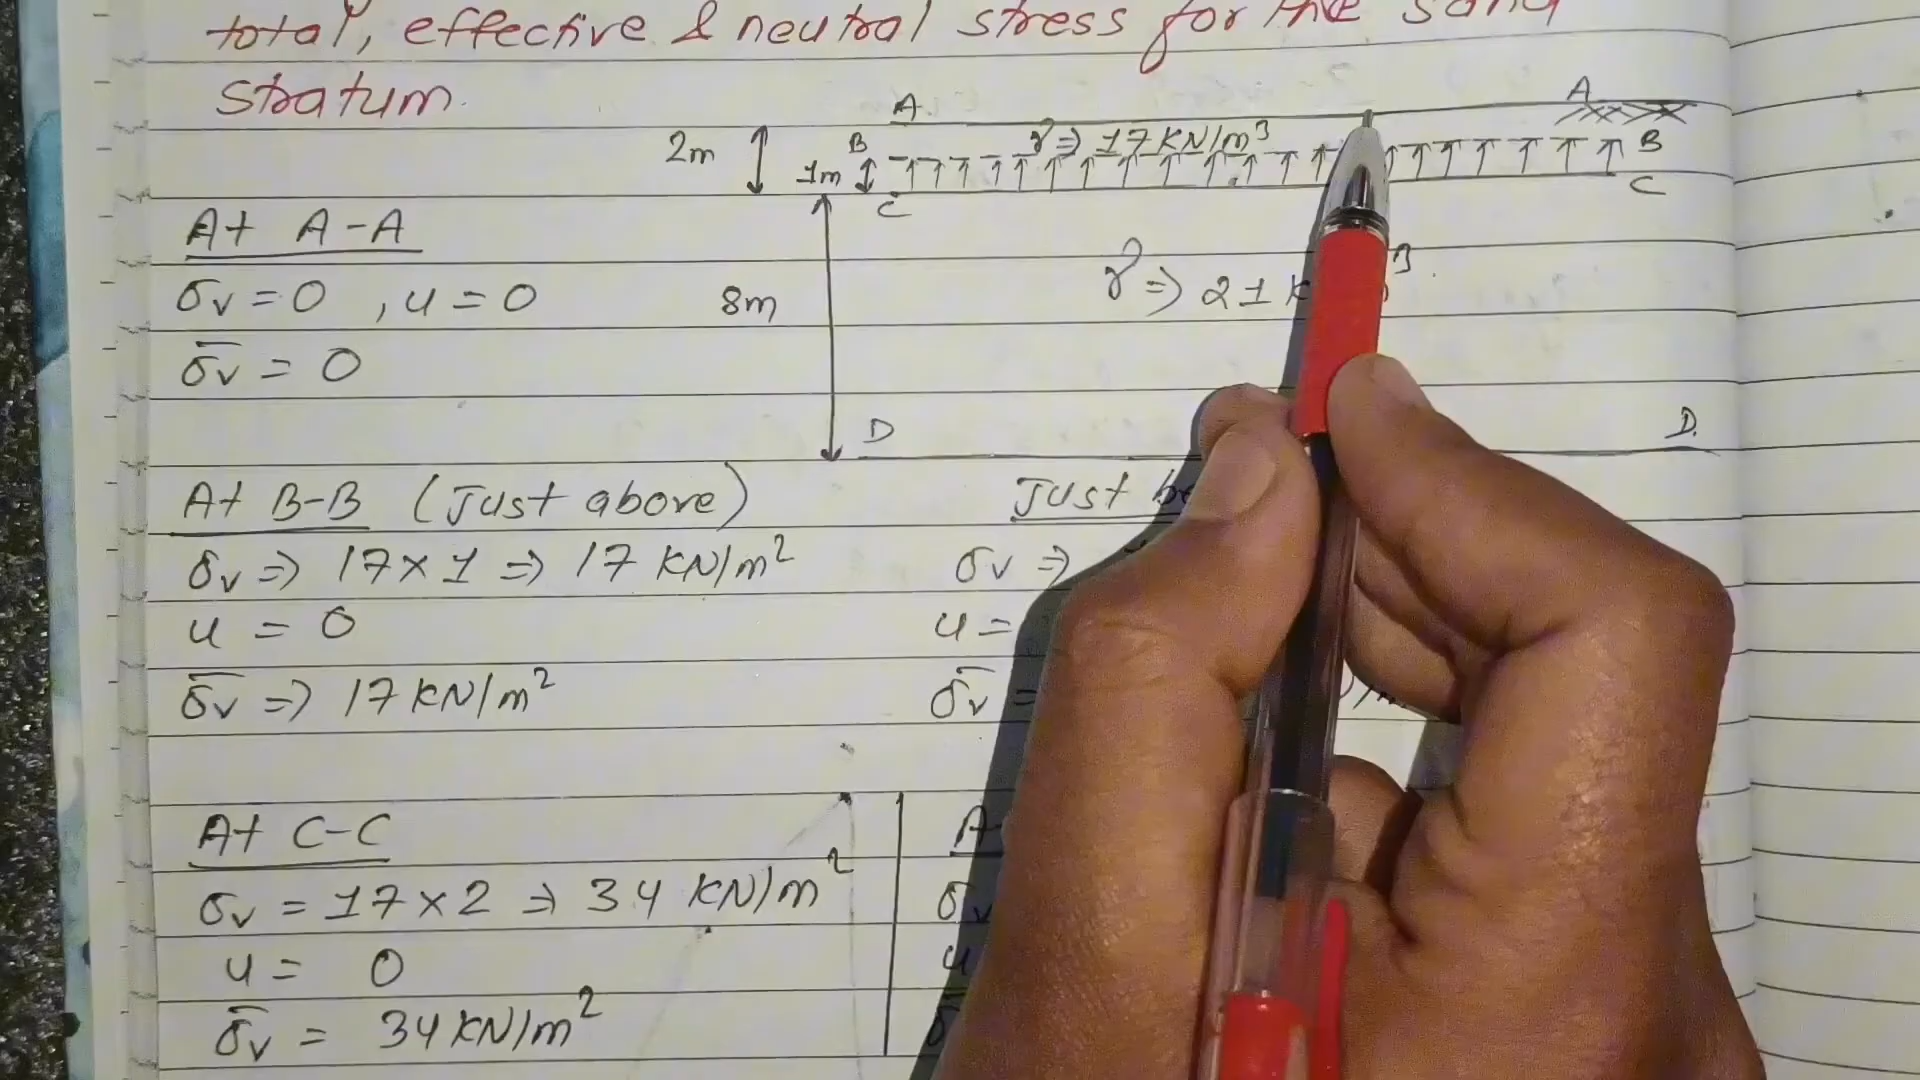 total, effective & neutral stress for the sand
stratum
A A
2m γ ⇒ 17 KN/m³
B B
1m
C C
At A-A
σv = 0 , u = 0
8m γ ⇒ 21 K 3
σ̅v = 0
D D
At B-B (Just above) Just
σv ⇒ 17 × 1 ⇒ 17 KN/m² σv ⇒
u = 0 u =
σ̅v ⇒ 17 KN/m² σ̅v =
At C-C A
σv = 17 × 2 ⇒ 34 KN/m² σv
u = 0 u
σ̅v = 34 KN/m²